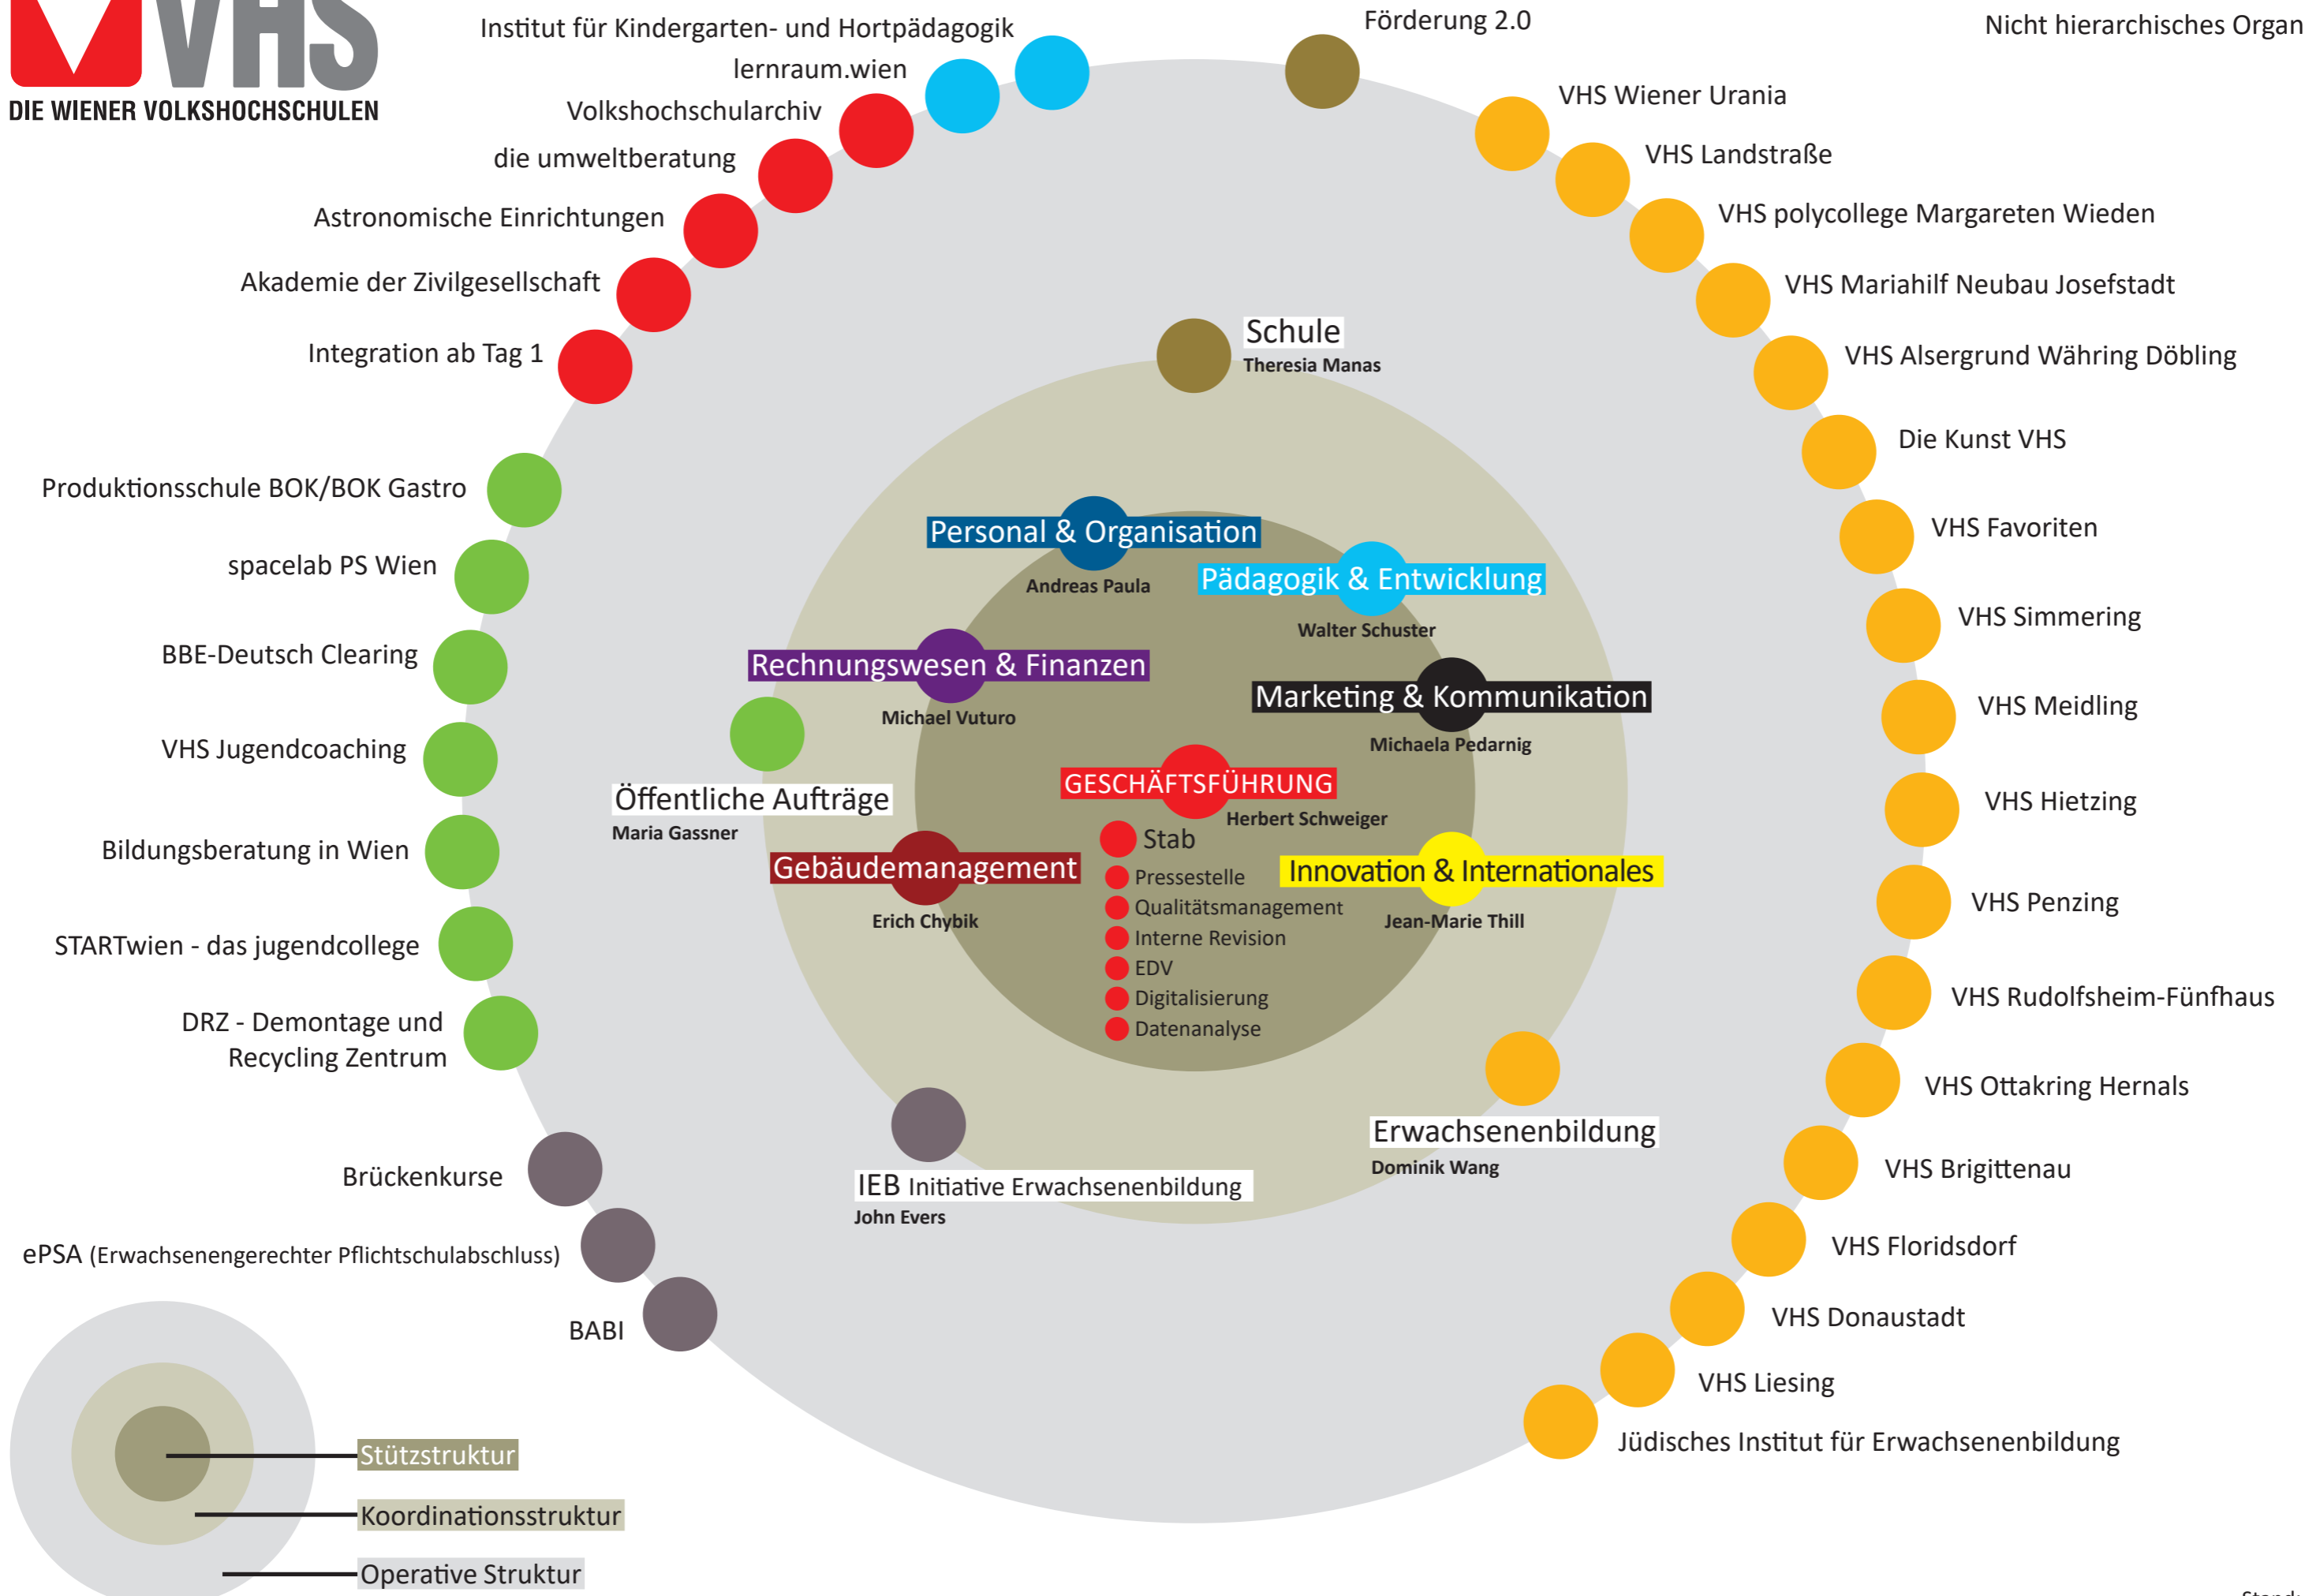 VHS
DIE WIENER VOLKSHOCHSCHULEN
Nicht hierarchisches Organ
Institut für Kindergarten- und Hortpädagogik
lernraum.wien
Volkshochschularchiv
die umweltberatung
Astronomische Einrichtungen
Akademie der Zivilgesellschaft
Integration ab Tag 1
Produktionsschule BOK/BOK Gastro
spacelab PS Wien
BBE-Deutsch Clearing
VHS Jugendcoaching
Bildungsberatung in Wien
STARTwien - das jugendcollege
DRZ - Demontage und
Recycling Zentrum
Brückenkurse
ePSA (Erwachsenengerechter Pflichtschulabschluss)
BABI
Förderung 2.0
VHS Wiener Urania
VHS Landstraße
VHS polycollege Margareten Wieden
VHS Mariahilf Neubau Josefstadt
VHS Alsergrund Währing Döbling
Die Kunst VHS
VHS Favoriten
VHS Simmering
VHS Meidling
VHS Hietzing
VHS Penzing
VHS Rudolfsheim-Fünfhaus
VHS Ottakring Hernals
VHS Brigittenau
VHS Floridsdorf
VHS Donaustadt
VHS Liesing
Jüdisches Institut für Erwachsenenbildung
Schule
Theresia Manas
Personal & Organisation
Andreas Paula
Pädagogik & Entwicklung
Walter Schuster
Rechnungswesen & Finanzen
Michael Vuturo
Marketing & Kommunikation
Michaela Pedarnig
Öffentliche Aufträge
Maria Gassner
GESCHÄFTSFÜHRUNG
Herbert Schweiger
Stab
Pressestelle
Qualitätsmanagement
Interne Revision
EDV
Digitalisierung
Datenanalyse
Gebäudemanagement
Erich Chybik
Innovation & Internationales
Jean-Marie Thill
IEB Initiative Erwachsenenbildung
John Evers
Erwachsenenbildung
Dominik Wang
Stützstruktur
Koordinationsstruktur
Operative Struktur